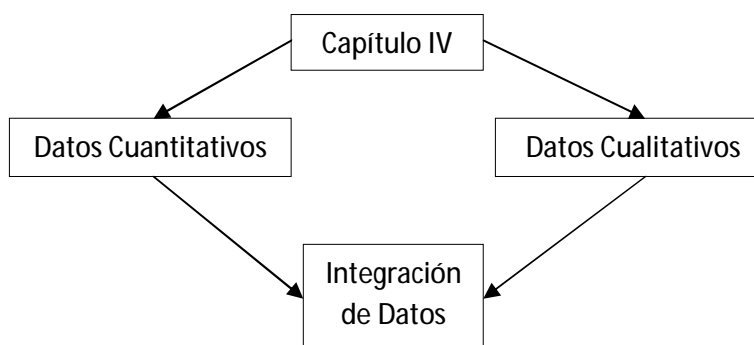 Capítulo IV
Datos Cuantitativos
Datos Cualitativos
Integración
de Datos